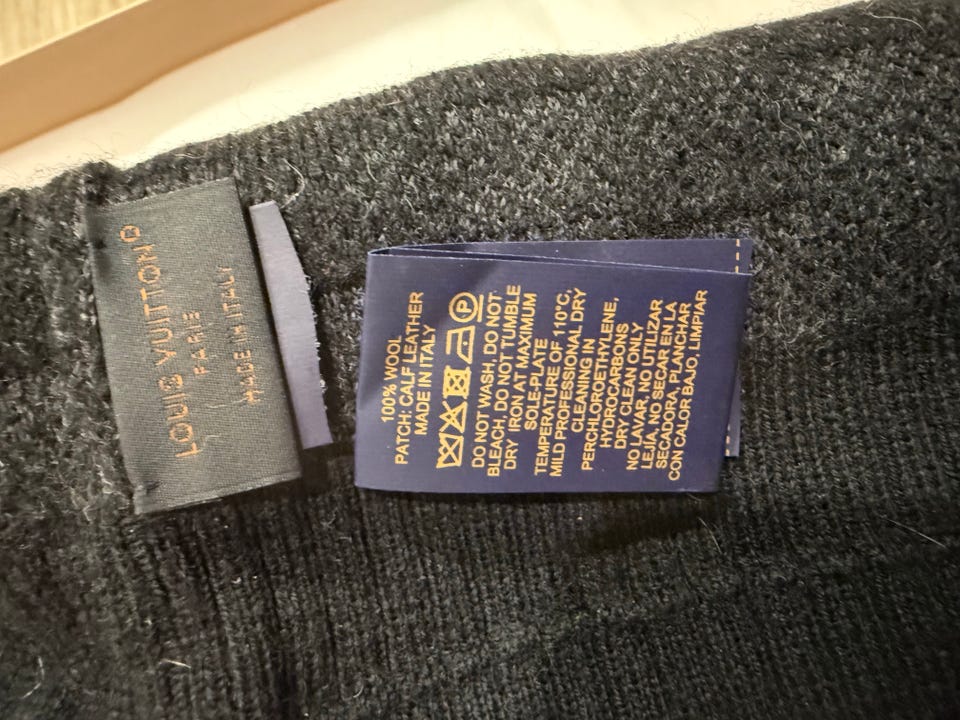 LOUIS VUITTON®
PARIS
MADE IN ITALY
100% WOOL
PATCH: CALF LEATHER
MADE IN ITALY
P
DO NOT WASH, DO NOT
BLEACH, DO NOT TUMBLE
DRY IRON AT MAXIMUM
SOLE-PLATE
TEMPERATURE OF 110°C,
MILD PROFESSIONAL DRY
CLEANING IN
PERCHLOROETHYLENE,
HYDROCARBONS
DRY CLEAN ONLY
NO LAVAR, NO UTILIZAR
LEJÍA, NO SECAR EN LA
SECADORA, PLANCHAR
CON CALOR BAJO, LIMPIAR